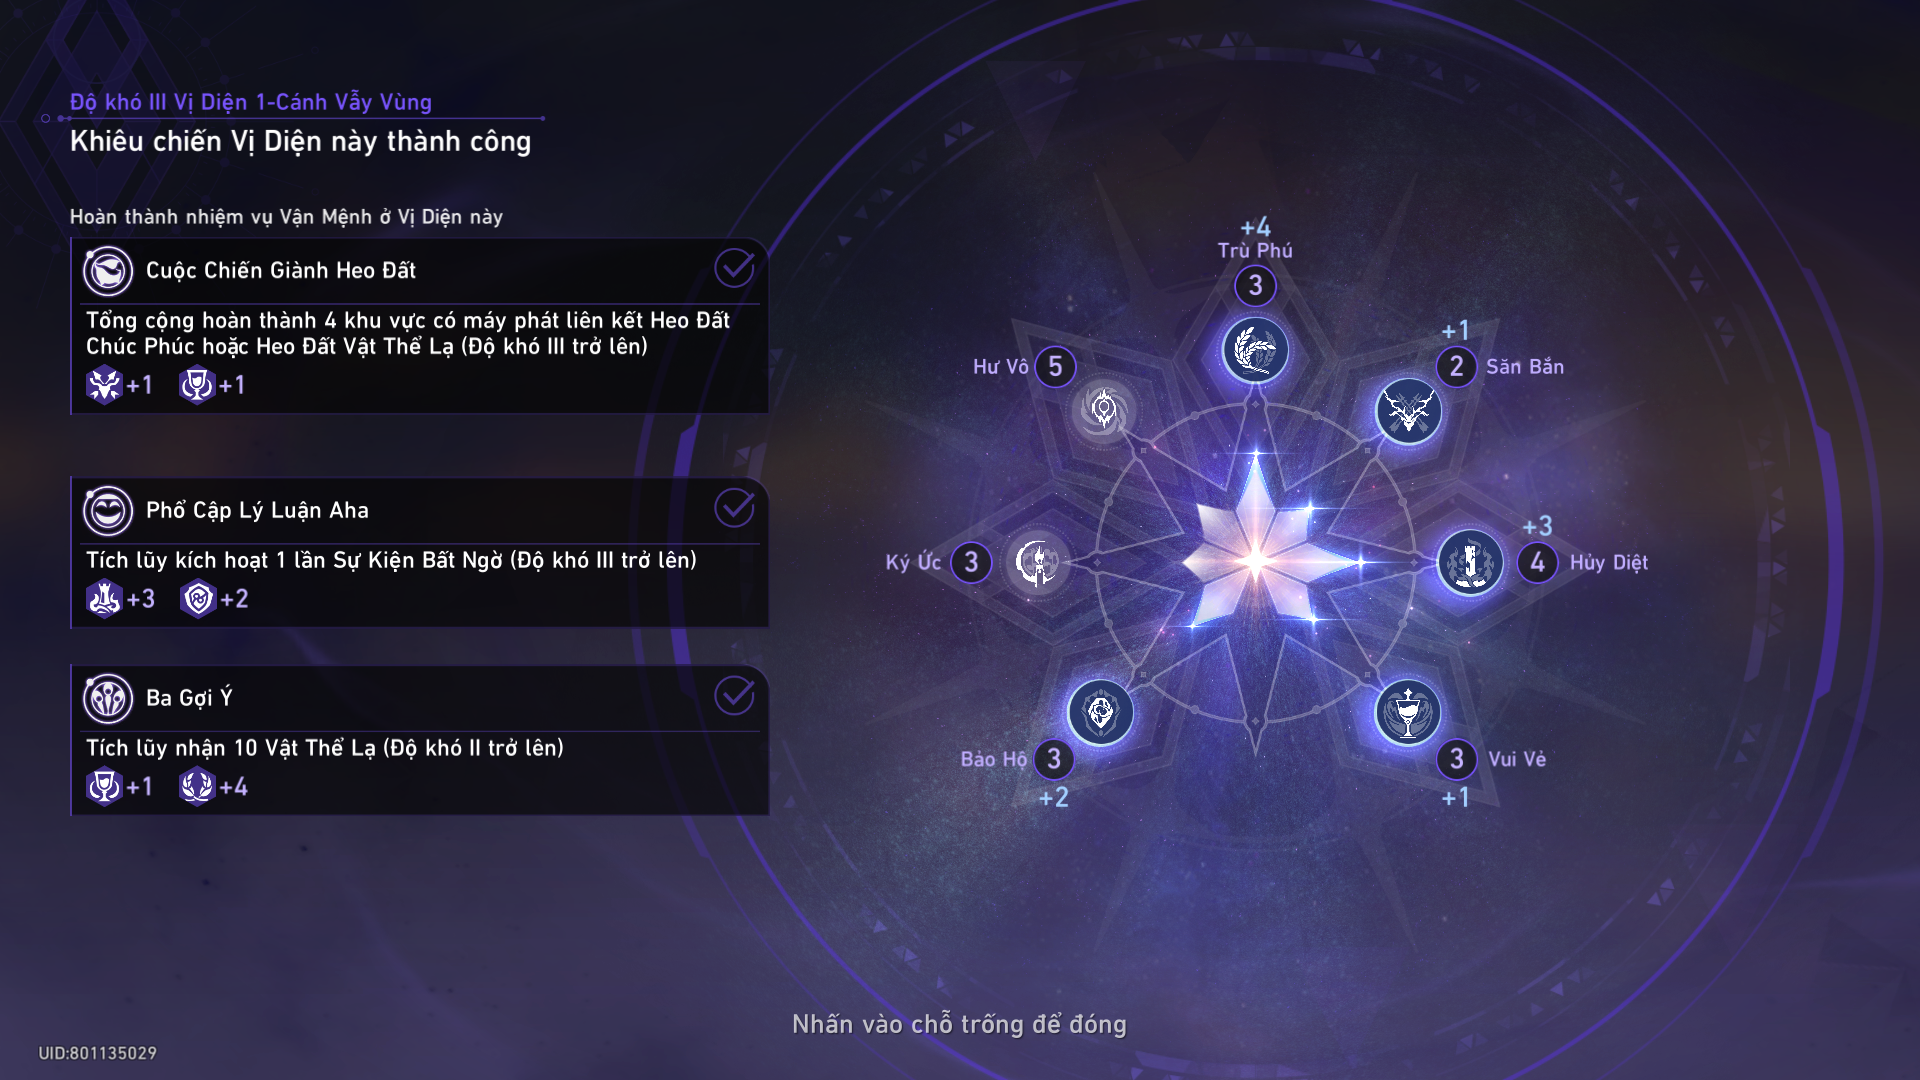 Độ khó III Vị Diện 1-Cánh Vẫy Vùng
Khiêu chiến Vị Diện này thành công
Hoàn thành nhiệm vụ Vận Mệnh ở Vị Diện này
Cuộc Chiến Giành Heo Đất
Tổng cộng hoàn thành 4 khu vực có máy phát liên kết Heo Đất
Chúc Phúc hoặc Heo Đất Vật Thể Lạ (Độ khó III trở lên)
+1 +1
Phổ Cập Lý Luận Aha
Tích lũy kích hoạt 1 lần Sự Kiện Bất Ngờ (Độ khó III trở lên)
+3 +2
Ba Gợi Ý
Tích lũy nhận 10 Vật Thể Lạ (Độ khó II trở lên)
+1 +4
+4
Trù Phú
3
+1
2 Săn Bắn
Hư Vô 5
+3
4 Hủy Diệt
Ký Ức 3
Bảo Hộ 3
+2
3 Vui Vẻ
+1
Nhấn vào chỗ trống để đóng
UID:801135029